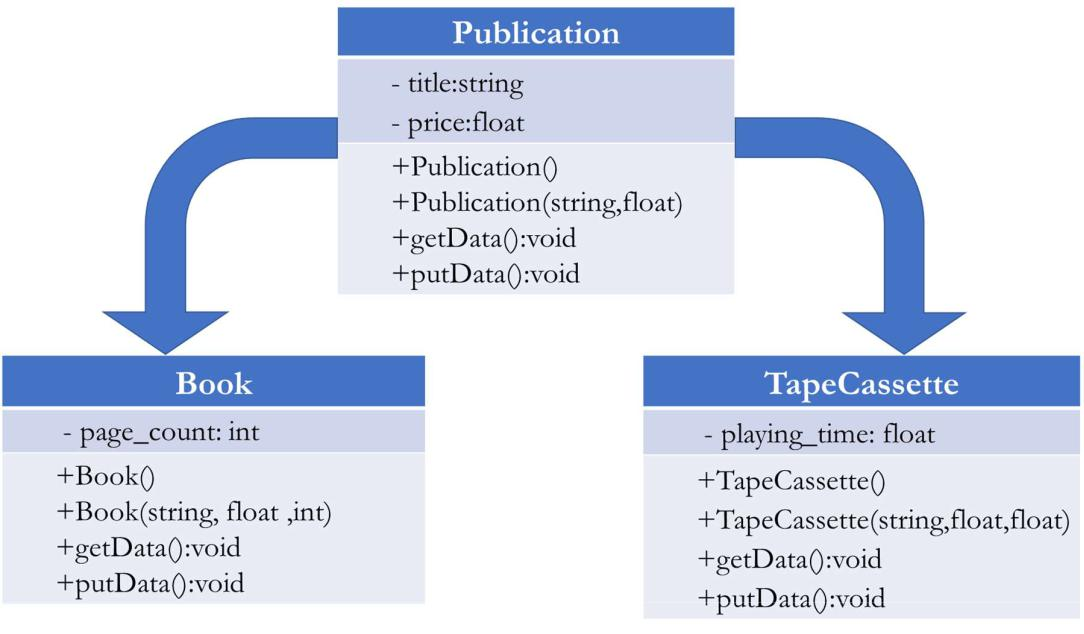 Publication
- title:string
- price:float
+Publication()
+Publication(string,float)
+getData():void
+putData():void
Book
- page_count: int
+Book()
+Book(string, float ,int)
+getData():void
+putData():void
TapeCassette
- playing_time: float
+TapeCassette()
+TapeCassette(string,float,float)
+getData():void
+putData():void